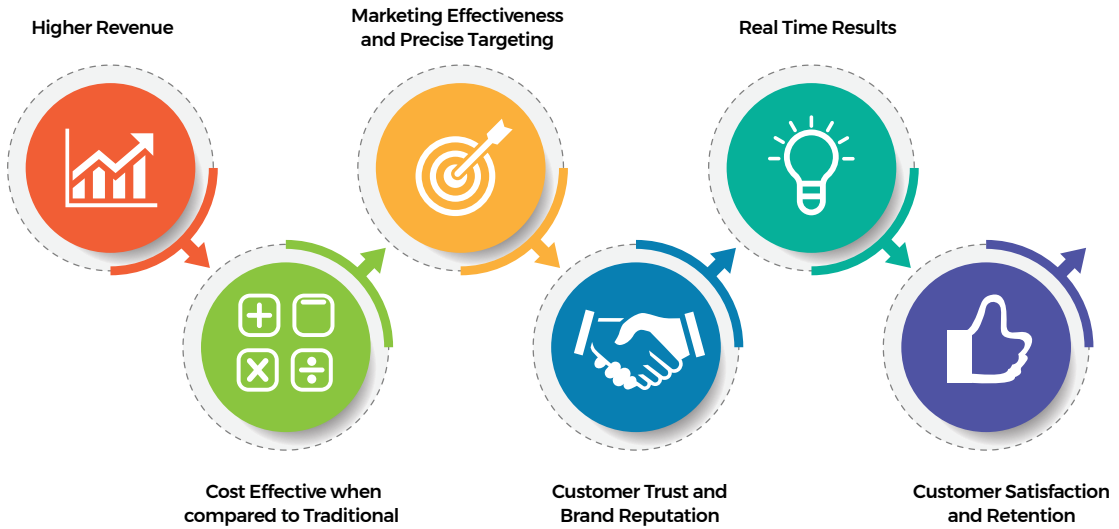 Higher Revenue
Marketing Effectiveness
and Precise Targeting
Real Time Results
Cost Effective when
compared to Traditional
Customer Trust and
Brand Reputation
Customer Satisfaction
and Retention